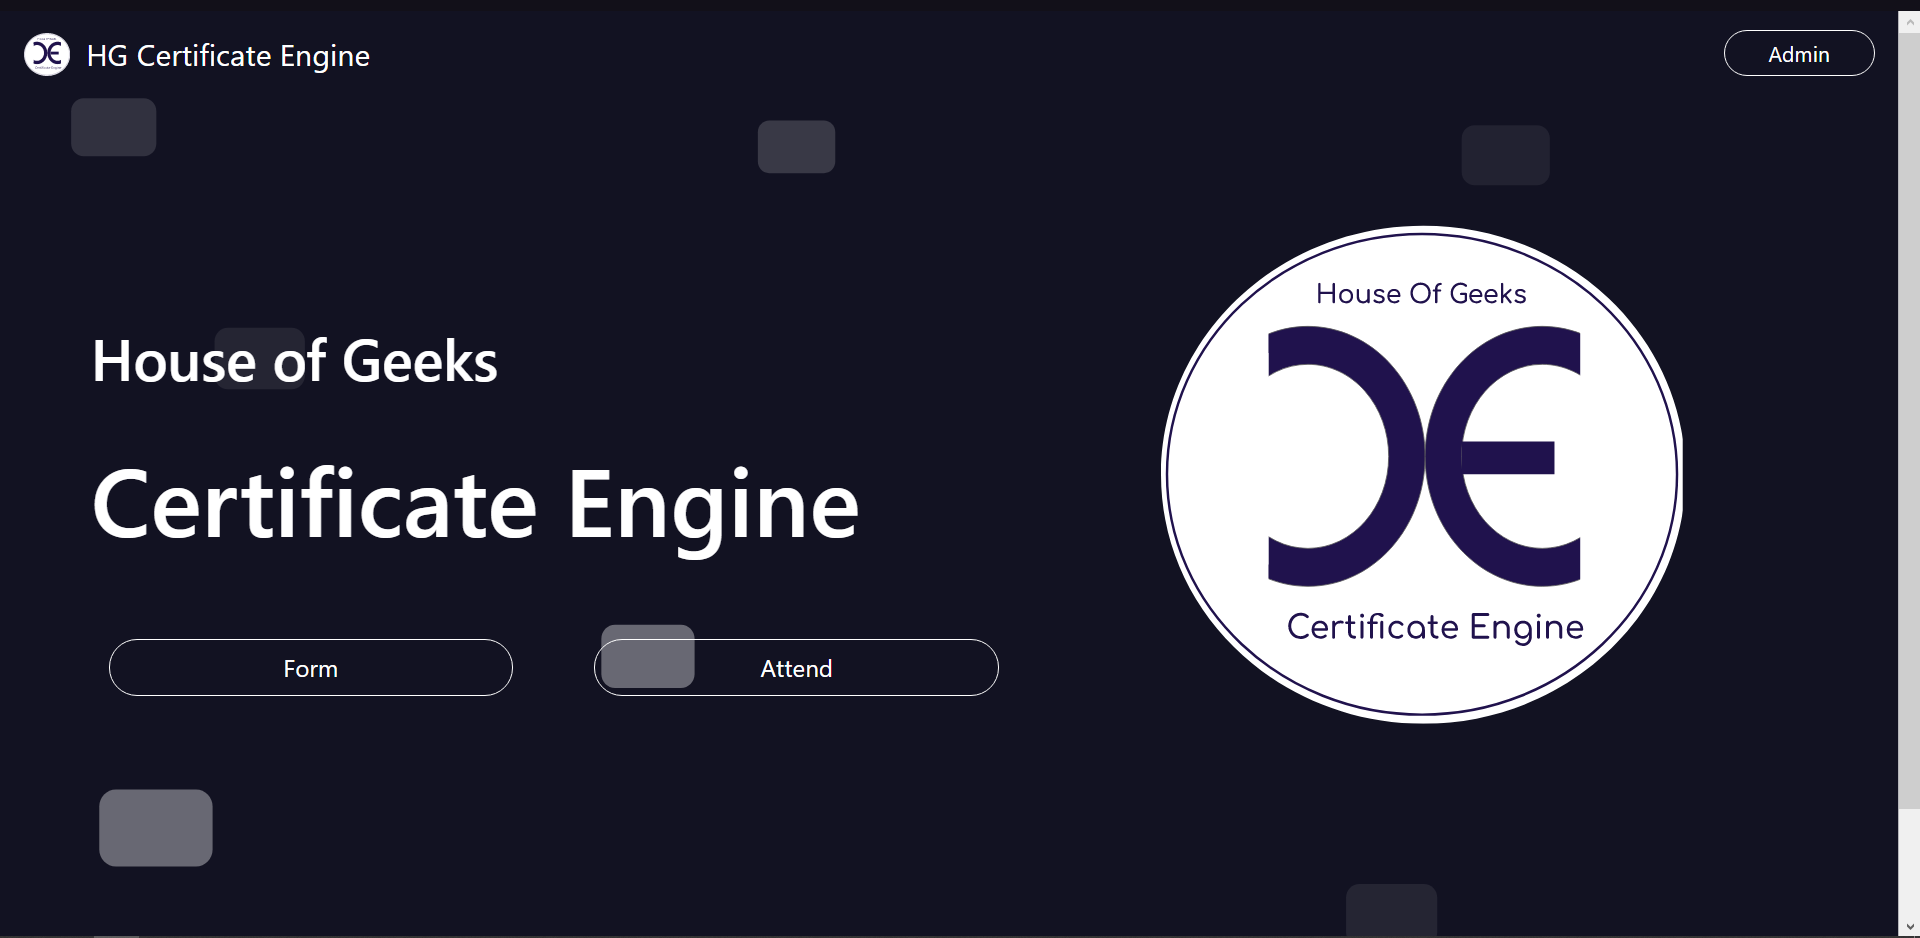 HG Certificate Engine
Admin
House of Geeks
Certificate Engine
Form
Attend
House Of Geeks
Certificate Engine